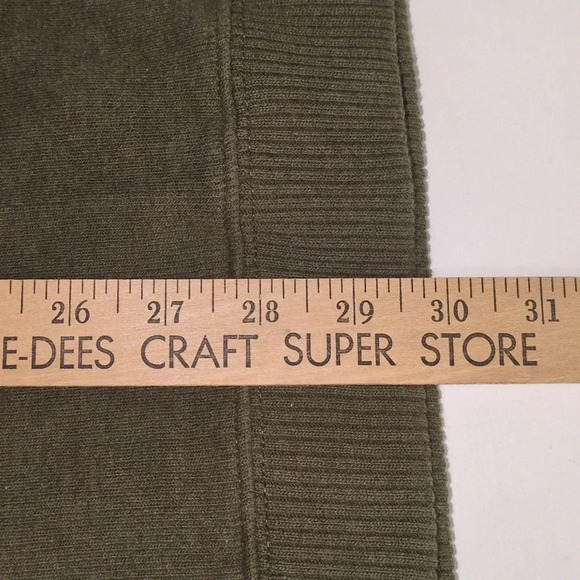 26 27 28 29 30 31
E-DEES CRAFT SUPER STORE